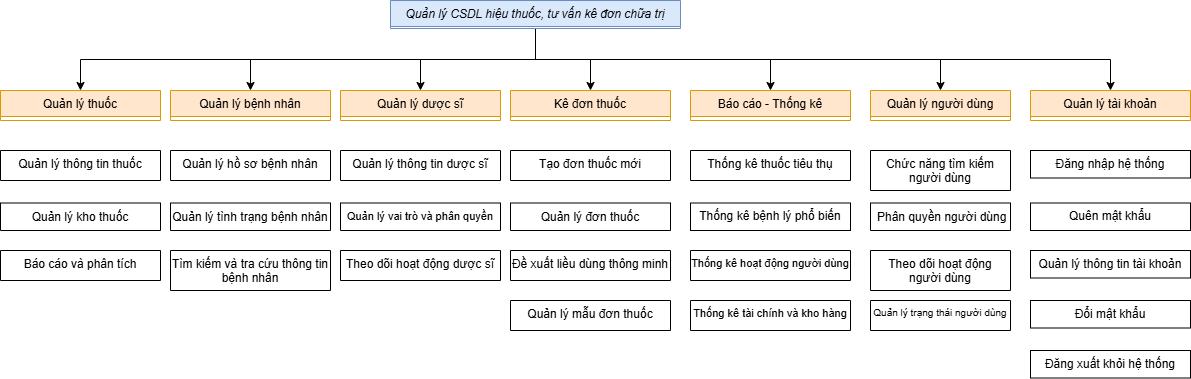 Quản lý CSDL hiệu thuốc, tư vấn kê đơn chữa trị
Quản lý thuốc
Quản lý bệnh nhân
Quản lý dược sĩ
Kê đơn thuốc
Báo cáo - Thống kê
Quản lý người dùng
Quản lý tài khoản
Quản lý thông tin thuốc
Quản lý hồ sơ bệnh nhân
Quản lý thông tin dược sĩ
Tạo đơn thuốc mới
Thống kê thuốc tiêu thụ
Chức năng tìm kiếm
người dùng
Đăng nhập hệ thống
Quản lý kho thuốc
Quản lý tình trạng bệnh nhân
Quản lý vai trò và phân quyền
Quản lý đơn thuốc
Thống kê bệnh lý phổ biến
Phân quyền người dùng
Quên mật khẩu
Báo cáo và phân tích
Tìm kiếm và tra cứu thông tin
bệnh nhân
Theo dõi hoạt động dược sĩ
Đề xuất liều dùng thông minh
Thống kê hoạt động người dùng
Theo dõi hoạt động
người dùng
Quản lý thông tin tài khoản
Quản lý mẫu đơn thuốc
Thống kê tài chính và kho hàng
Quản lý trạng thái người dùng
Đổi mật khẩu
Đăng xuất khỏi hệ thống